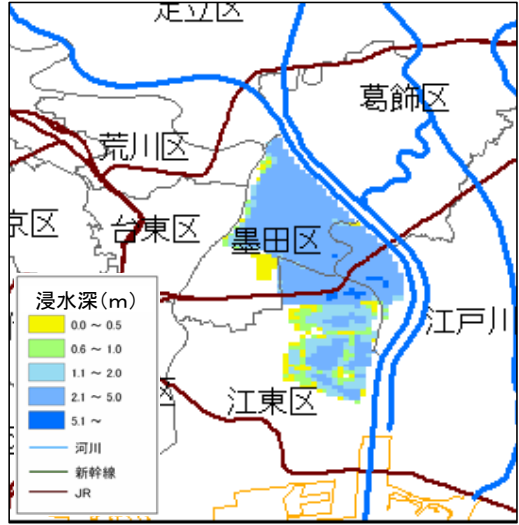 足立区
葛飾区
荒川区
京区
台東区
墨田区
江戸川
江東区
区
浸水深(m)
0.0 ~ 0.5
0.6 ~ 1.0
1.1 ~ 2.0
2.1 ~ 5.0
5.1 ~
河川
新幹線
JR